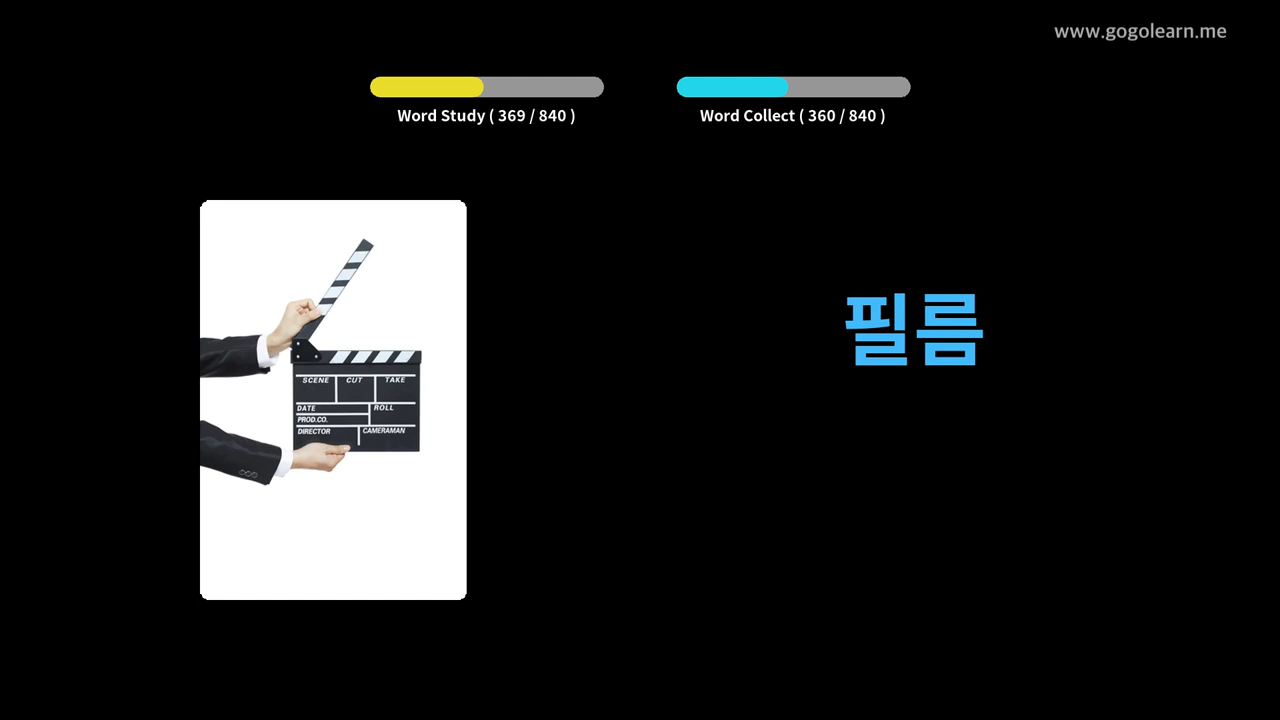 www.gogolearn.me
Word Study ( 369 / 840 )
Word Collect ( 360 / 840 )
SCENE CUT TAKE
DATE ROLL
PROD.CO.
DIRECTOR CAMERAMAN
필름